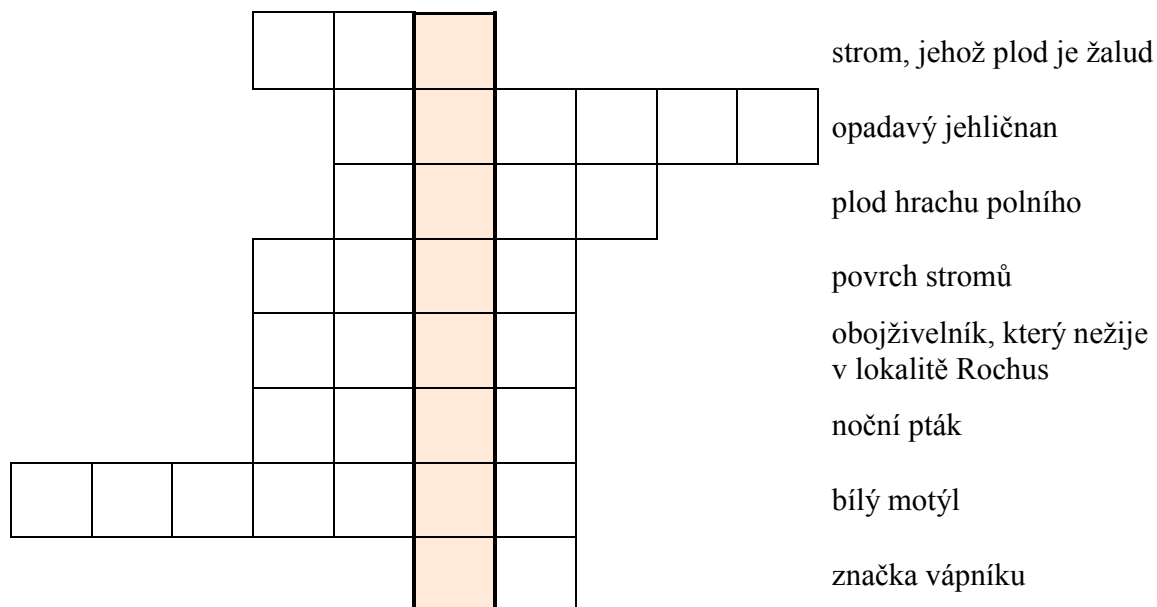 strom, jehož plod je žalud
opadavý jehličnan
plod hrachu polního
povrch stromů
obojživelník, který nežije
v lokalitě Rochus
noční pták
bílý motýl
značka vápníku